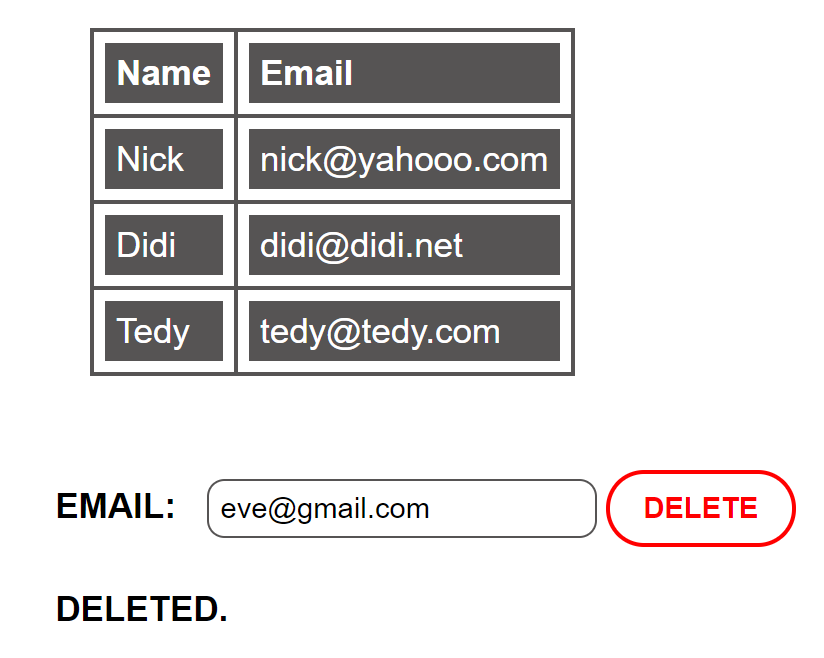 Name Email
Nick nick@yahooo.com
Didi didi@didi.net
Tedy tedy@tedy.com
EMAIL: eve@gmail.com DELETE
DELETED.